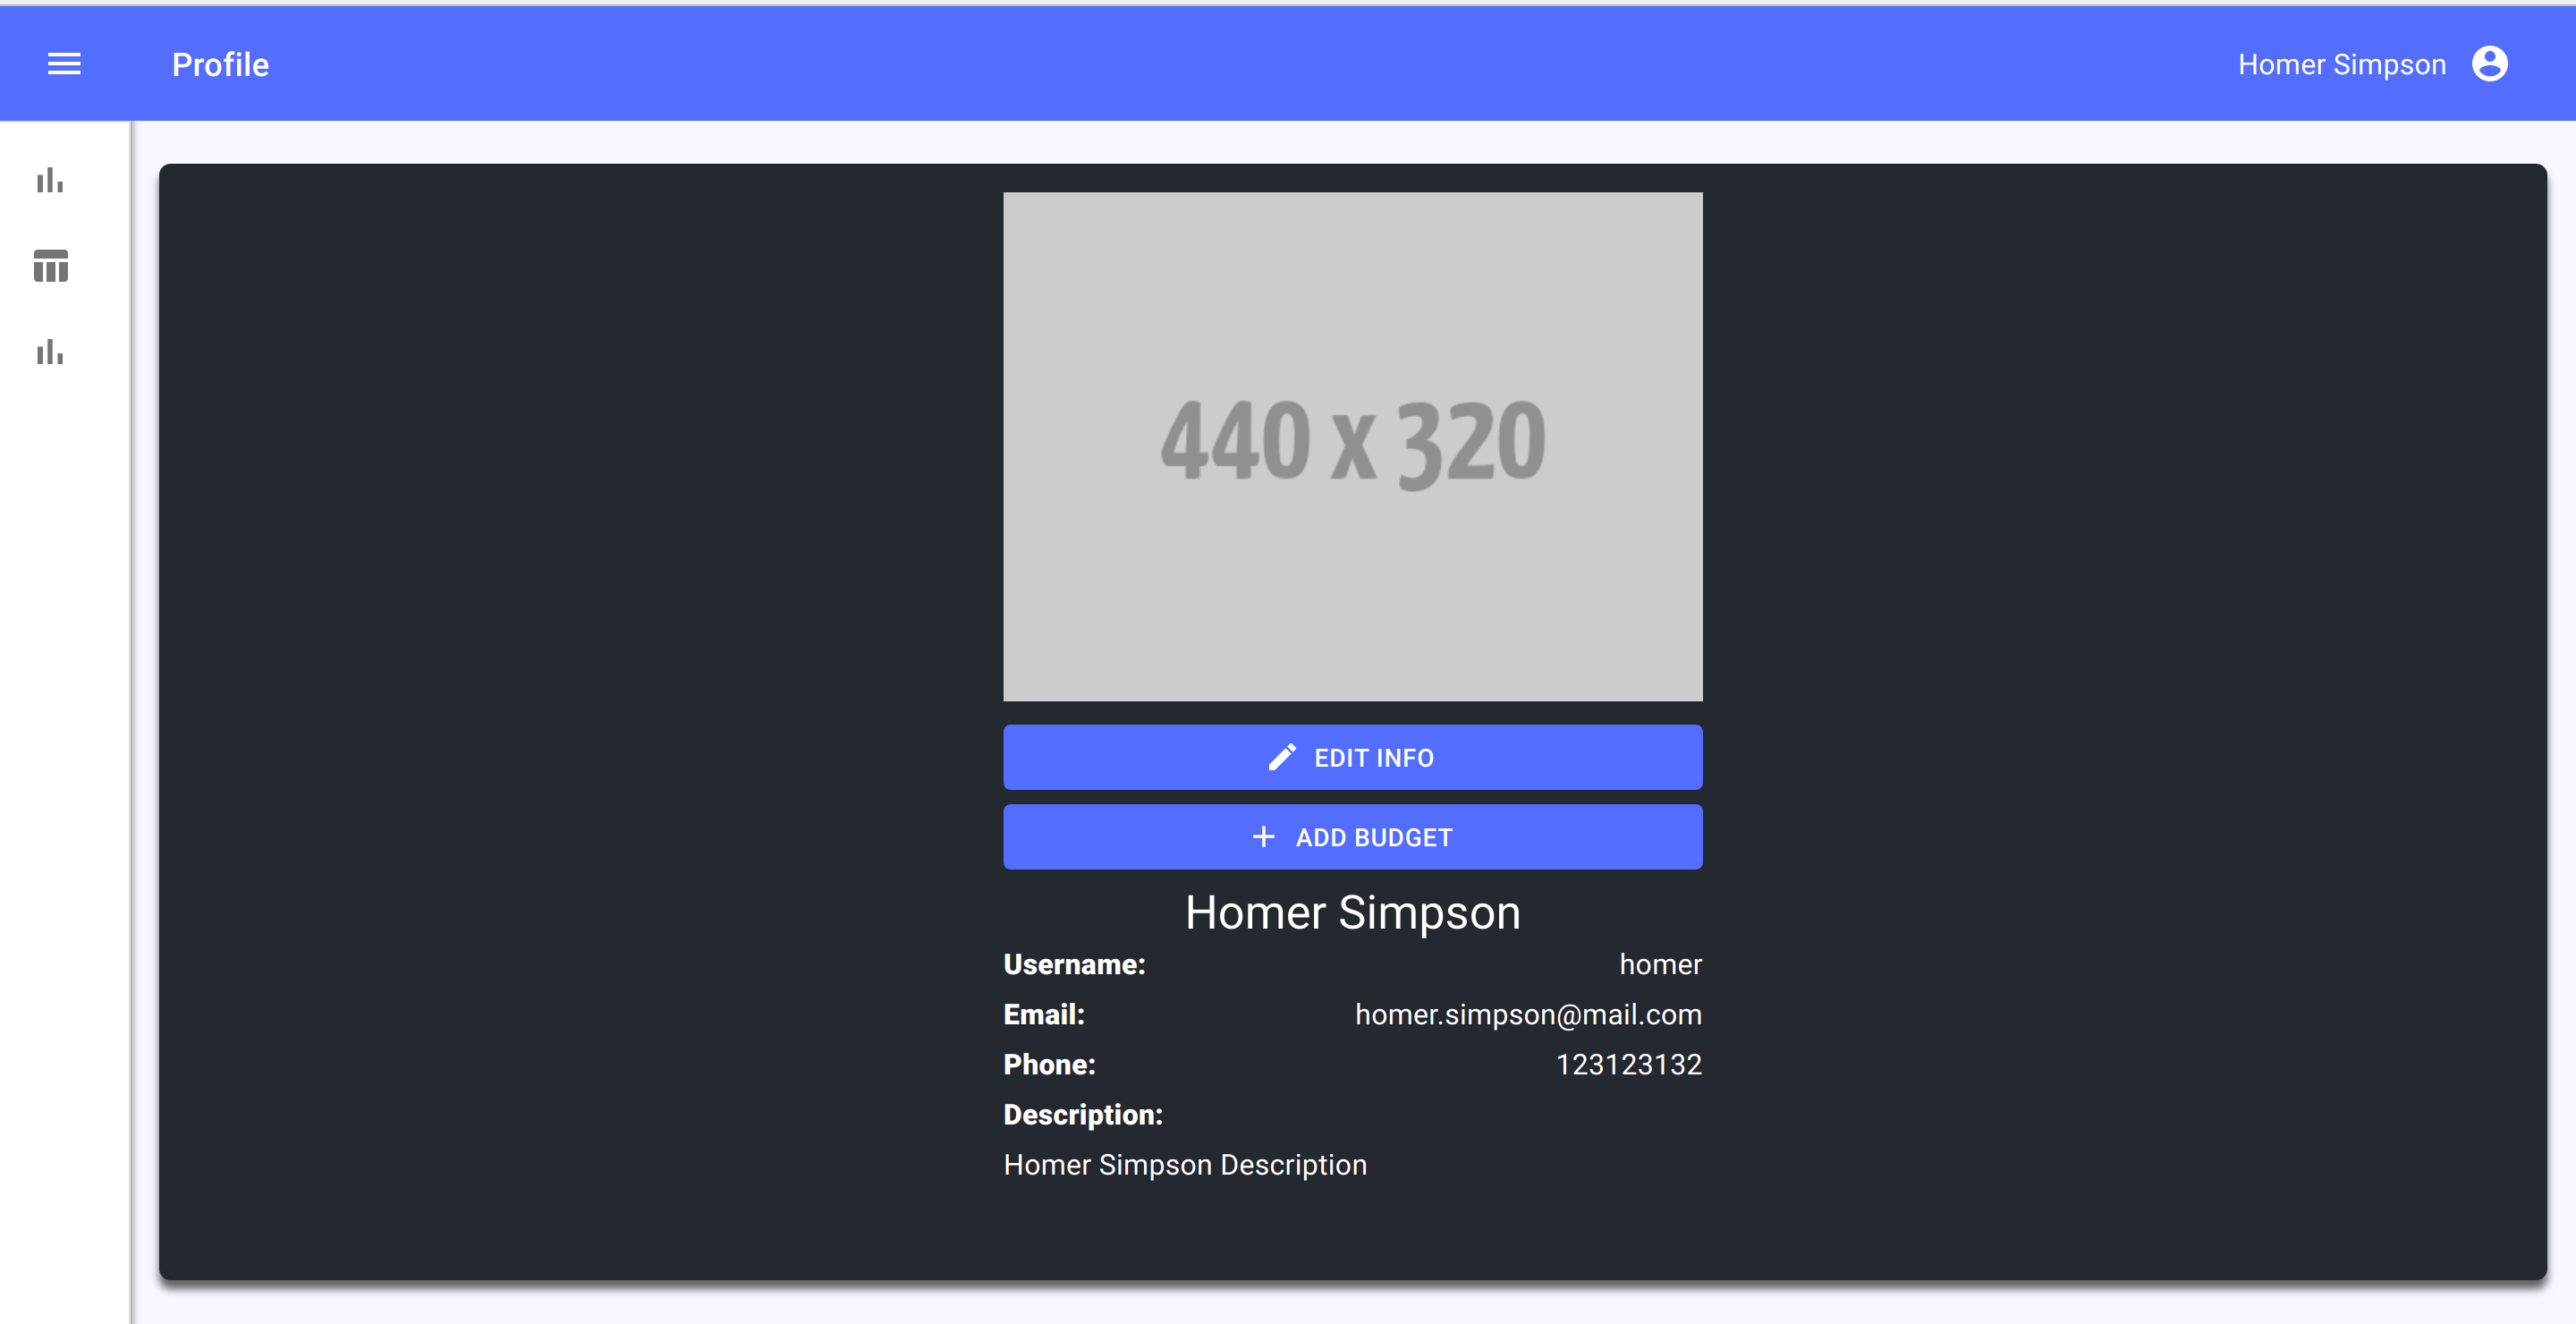 Profile
Homer Simpson
440 x 320
EDIT INFO
ADD BUDGET
Homer Simpson
Username: homer
Email: homer.simpson@mail.com
Phone: 123123132
Description:
Homer Simpson Description